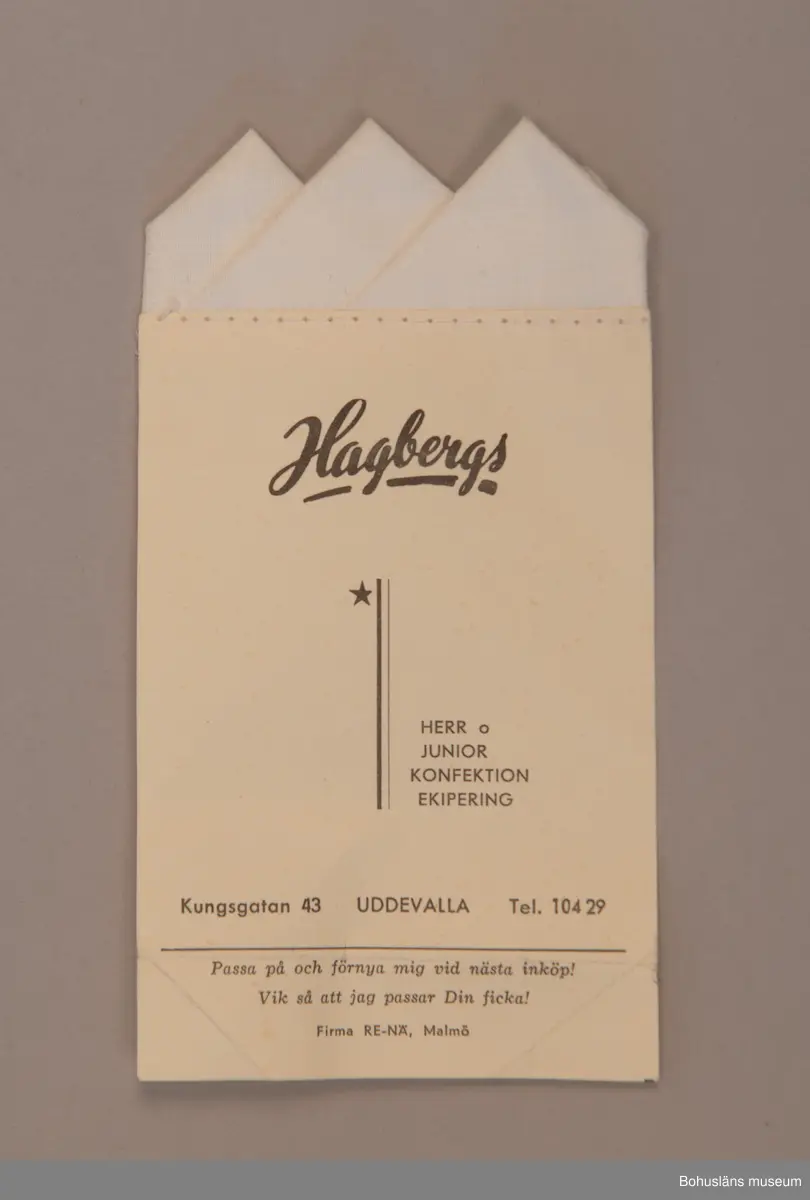 Hagbergs
HERR o
JUNIOR
KONFEKTION
EKIPERING
Kungsgatan 43 UDDEVALLA Tel. 104 29
Passa på och förnya mig vid nästa inköp!
Vik så att jag passar Din ficka!
Firma RE-NÄ, Malmö
Bohusläns museum